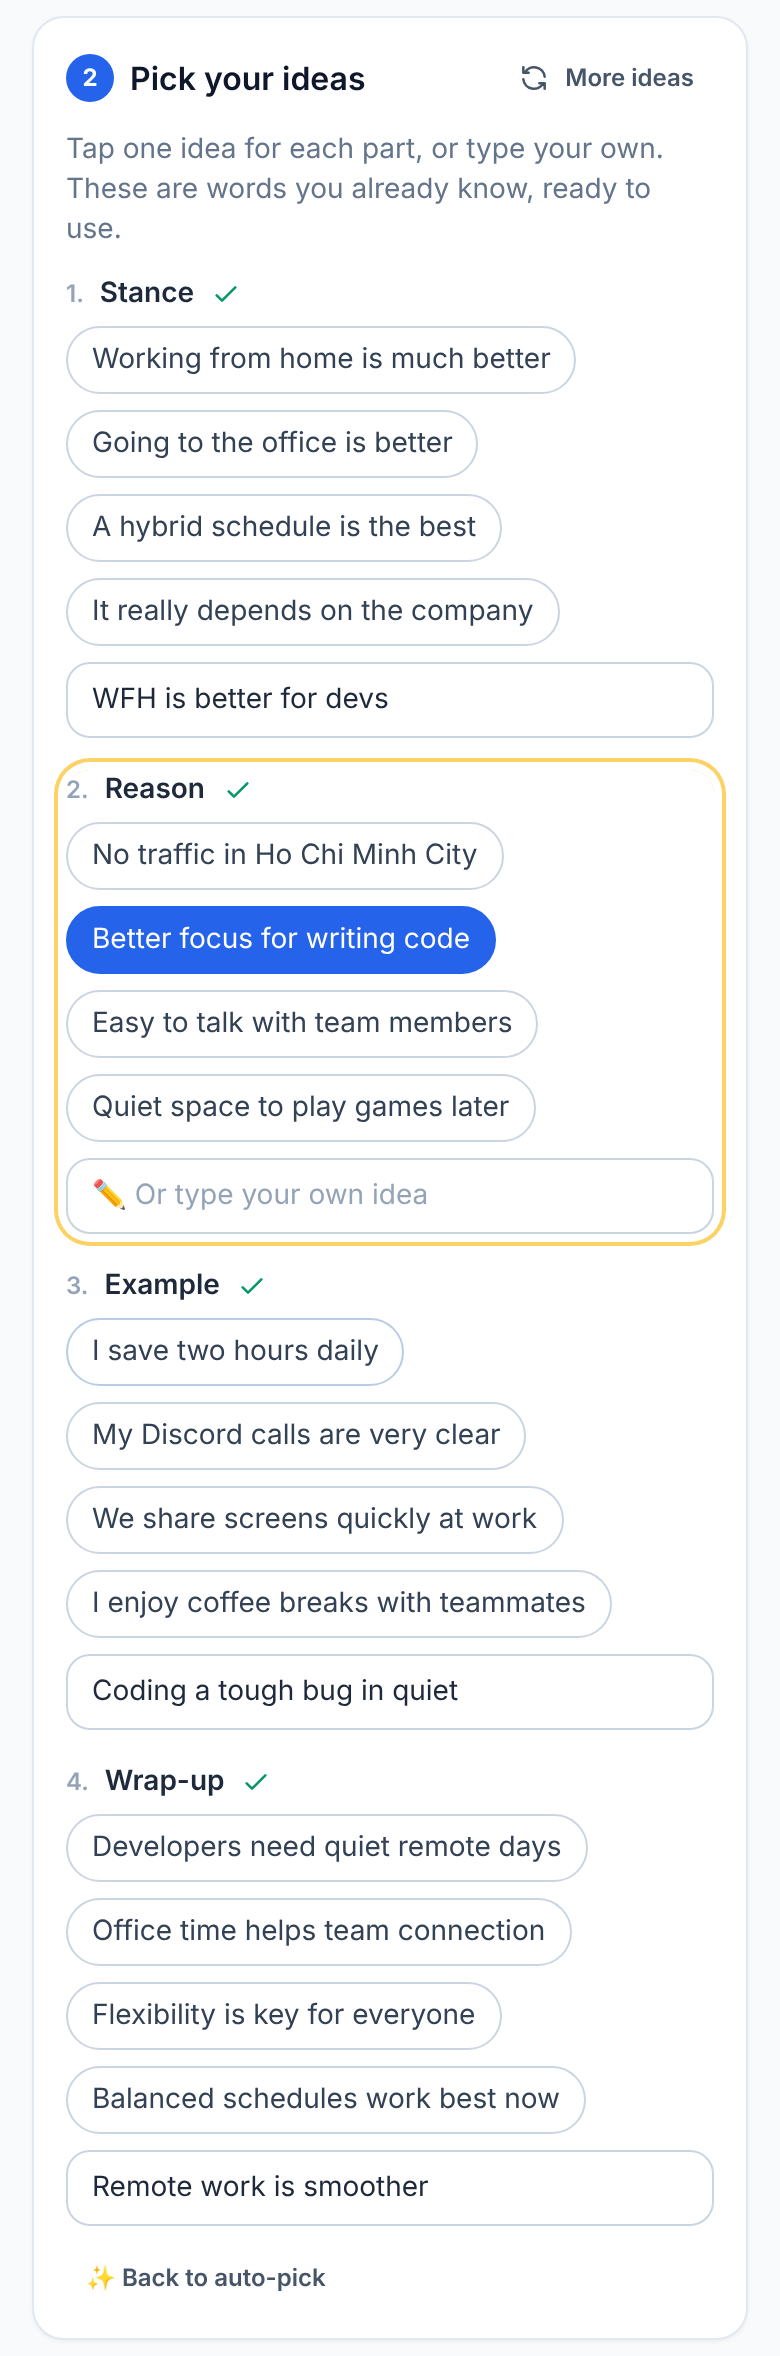 2 Pick your ideas More ideas
Tap one idea for each part, or type your own.
These are words you already know, ready to
use.
1. Stance ✓
Working from home is much better
Going to the office is better
A hybrid schedule is the best
It really depends on the company
WFH is better for devs
2. Reason ✓
No traffic in Ho Chi Minh City
Better focus for writing code
Easy to talk with team members
Quiet space to play games later
✏️ Or type your own idea
3. Example ✓
I save two hours daily
My Discord calls are very clear
We share screens quickly at work
I enjoy coffee breaks with teammates
Coding a tough bug in quiet
4. Wrap-up ✓
Developers need quiet remote days
Office time helps team connection
Flexibility is key for everyone
Balanced schedules work best now
Remote work is smoother
✨ Back to auto-pick